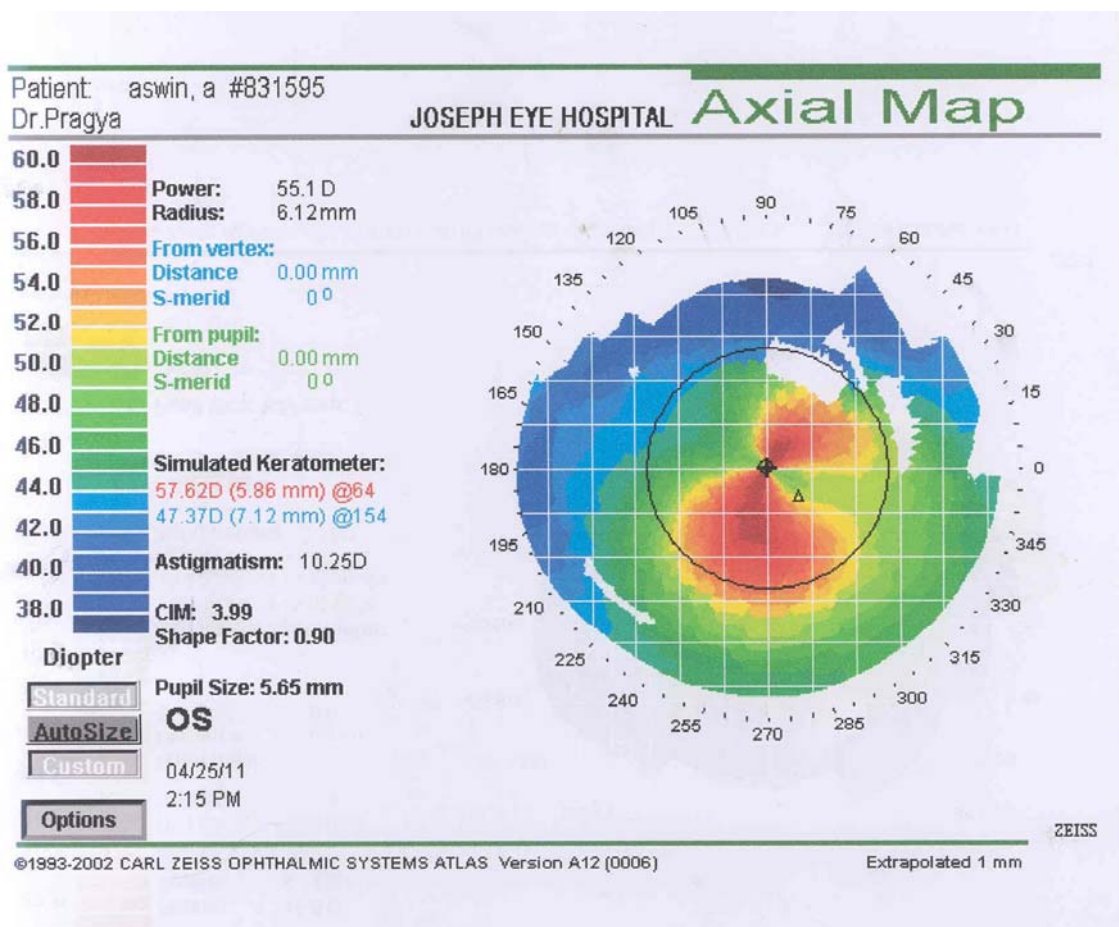 Patient: aswin, a #831595
Dr.Pragya
JOSEPH EYE HOSPITAL
Axial Map
60.0
58.0
56.0
54.0
52.0
50.0
48.0
46.0
44.0
42.0
40.0
38.0
Diopter
Standard
AutoSize
Custom
Options
Power: 55.1 D
Radius: 6.12 mm
From vertex:
Distance 0.00 mm
S-merid 0º
From pupil:
Distance 0.00 mm
S-merid 0º
Simulated Keratometer:
57.62D (5.86 mm) @64
47.37D (7.12 mm) @154
Astigmatism: 10.25D
CIM: 3.99
Shape Factor: 0.90
Pupil Size: 5.65 mm
OS
04/25/11
2:15 PM
90
105
75
120
60
135
45
150
30
165
15
180
0
195
345
210
330
225
315
240
300
255
285
270
ZEISS
©1993-2002 CARL ZEISS OPHTHALMIC SYSTEMS ATLAS Version A12 (0006)
Extrapolated 1 mm